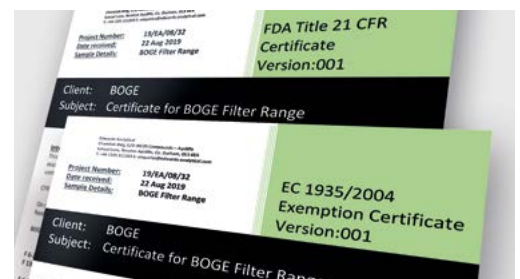 Project Number: 19/EA/08/32
Date received: 22 Aug 2019
Sample Details: BOGE Filter Range
FDA Title 21 CFR
Certificate
Version:001
Client: BOGE
Subject: Certificate for BOGE Filter Range
Edwards Analytical
Project Number: 19/EA/08/32
Date received: 22 Aug 2019
Sample Details: BOGE Filter Range
EC 1935/2004
Exemption Certificate
Version:001
Client: BOGE
Subject: Certificate for BOGE Filter Range